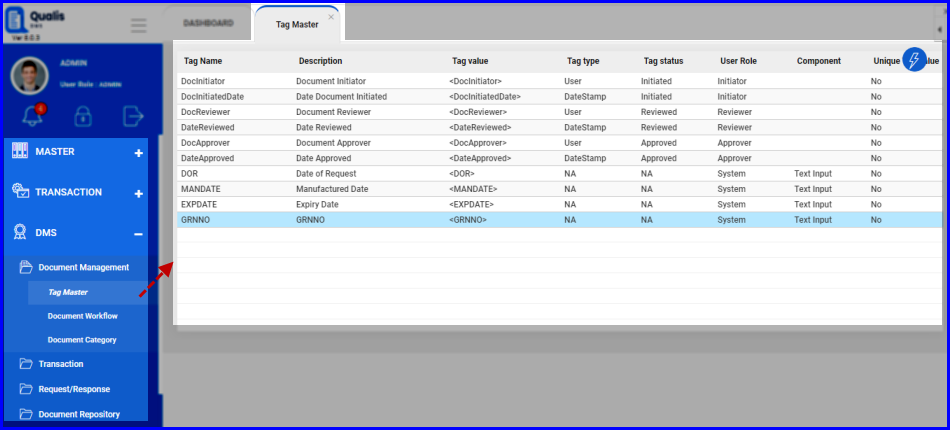 Qualis
DMS
DASHBOARD
Tag Master
ADMIN
User Role : ADMIN
4
MASTER
TRANSACTION
DMS
Document Management
Tag Master
Document Workflow
Document Category
Transaction
Request/Response
Document Repository
Tag Name Description Tag value Tag type Tag status User Role Component Unique
DocInitiator Document Initiator <DocInitiator> User Initiated Initiator No
DocInitiatedDate Date Document Initiated <DocInitiatedDate> DateStamp Initiated Initiator No
DocReviewer Document Reviewer <DocReviewer> User Reviewed Reviewer No
DateReviewed Date Reviewed <DateReviewed> DateStamp Reviewed Reviewer No
DocApprover Document Approver <DocApprover> User Approved Approver No
DateApproved Date Approved <DateApproved> DateStamp Approved Approver No
DOR Date of Request <DOR> NA NA System Text Input No
MANDATE Manufactured Date <MANDATE> NA NA System Text Input No
EXPDATE Expiry Date <EXPDATE> NA NA System Text Input No
GRNNO GRNNO <GRNNO> NA NA System Text Input No